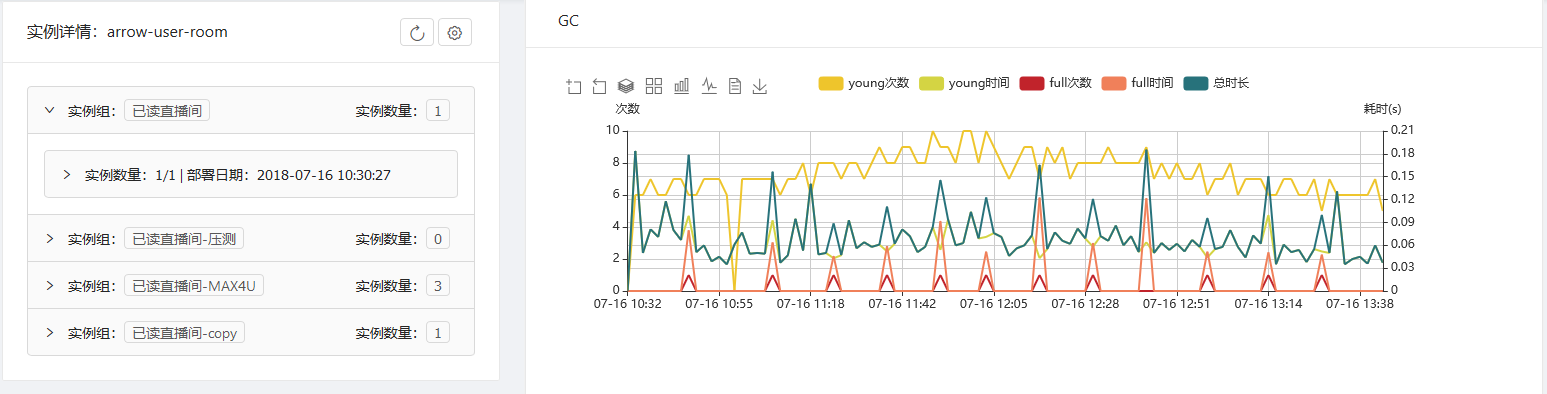 实例详情：arrow-user-room
实例组： 已读直播间 实例数量： 1
实例数量：1/1 | 部署日期：2018-07-16 10:30:27
实例组： 已读直播间-压测 实例数量： 0
实例组： 已读直播间-MAX4U 实例数量： 3
实例组： 已读直播间-copy 实例数量： 1
GC
young次数 young时间 full次数 full时间 总时长
次数 耗时(s)
10 0.21
8 0.18
6 0.15
4 0.12
2 0.09
0 0.06
0.03
0
07-16 10:32 07-16 10:55 07-16 11:18 07-16 11:42 07-16 12:05 07-16 12:28 07-16 12:51 07-16 13:14 07-16 13:38